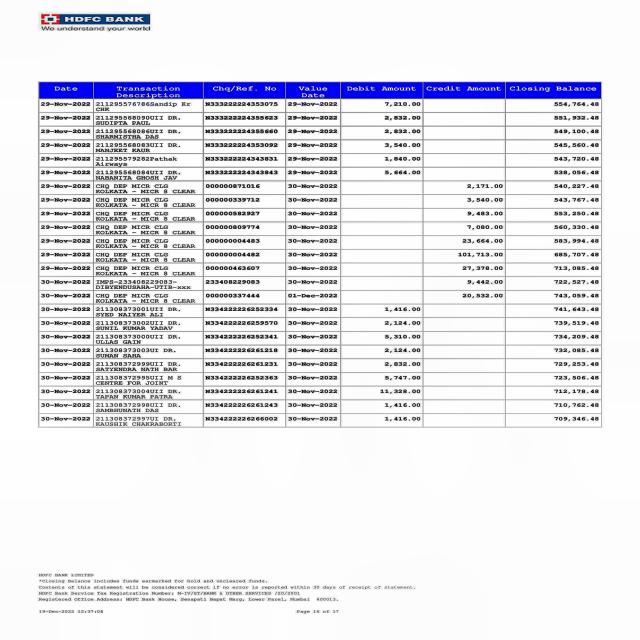 HDFC BANK
We understand your world
Date Transaction Description Chq/Ref. No Value Date Debit Amount Credit Amount Closing Balance
29-Nov-2022 211295576786Sandip Kr CHK N333222224353075 29-Nov-2022 7,210.00 554,764.48
29-Nov-2022 211295568090UII DR. SUDIPTA PAUL N333222224355623 29-Nov-2022 2,832.00 551,932.48
29-Nov-2022 211295568086UII DR. SHARMISTHA DAS N333222224355660 29-Nov-2022 2,832.00 549,100.48
29-Nov-2022 211295568083UII DR. MANJEET KAUR N333222224353092 29-Nov-2022 3,540.00 545,560.48
29-Nov-2022 211295579282Pathak Airways N333222224343831 29-Nov-2022 1,840.00 543,720.48
29-Nov-2022 211295568084UII DR. NABANITA GHOSH JAV N333222224343843 29-Nov-2022 5,664.00 538,056.48
29-Nov-2022 CHQ DEP MICR CLG KOLKATA - MICR 8 CLEAR 000000871016 30-Nov-2022 2,171.00 540,227.48
29-Nov-2022 CHQ DEP MICR CLG KOLKATA - MICR 8 CLEAR 000000339712 30-Nov-2022 3,540.00 543,767.48
29-Nov-2022 CHQ DEP MICR CLG KOLKATA - MICR 8 CLEAR 000000582927 30-Nov-2022 9,483.00 553,250.48
29-Nov-2022 CHQ DEP MICR CLG KOLKATA - MICR 8 CLEAR 000000809774 30-Nov-2022 7,080.00 560,330.48
29-Nov-2022 CHQ DEP MICR CLG KOLKATA - MICR 8 CLEAR 000000004483 30-Nov-2022 23,664.00 583,994.48
29-Nov-2022 CHQ DEP MICR CLG KOLKATA - MICR 8 CLEAR 000000004482 30-Nov-2022 101,713.00 685,707.48
29-Nov-2022 CHQ DEP MICR CLG KOLKATA - MICR 8 CLEAR 000000463607 30-Nov-2022 27,378.00 713,085.48
30-Nov-2022 IMPS-233408229083-DIBYENDUSAHA-UTIB-xxx 233408229083 30-Nov-2022 9,442.00 722,527.48
30-Nov-2022 CHQ DEP MICR CLG KOLKATA - MICR 8 CLEAR 000000337444 01-Dec-2022 20,532.00 743,059.48
30-Nov-2022 211308373001UII DR. SYED NAIYER ALI N334222226252334 30-Nov-2022 1,416.00 741,643.48
30-Nov-2022 211308373002UII DR. SUNIL KUMAR YADAV N334222226259570 30-Nov-2022 2,124.00 739,519.48
30-Nov-2022 211308373000UII DR. ULLAS GAIN N334222226252341 30-Nov-2022 5,310.00 734,209.48
30-Nov-2022 211308373003UI DR. SUMAN SAHA N334222226261218 30-Nov-2022 2,124.00 732,085.48
30-Nov-2022 211308372999UII DR. SATYENDRA NATH BAR N334222226261231 30-Nov-2022 2,832.00 729,253.48
30-Nov-2022 211308372995UII M S CENTRE FOR JOINT N334222226252363 30-Nov-2022 5,747.00 723,506.48
30-Nov-2022 211308373004UII DR. TAPAN KUMAR PATRA N334222226261241 30-Nov-2022 11,328.00 712,178.48
30-Nov-2022 211308372998UII DR. SAMBHUNATH DAS N334222226261243 30-Nov-2022 1,416.00 710,762.48
30-Nov-2022 211308372997UI DR. KAUSHIK CHAKRABORTI N334222226266002 30-Nov-2022 1,416.00 709,346.48
HDFC BANK LIMITED
*Closing Balance includes funds earmarked for Hold and uncleared funds.
Contents of this statement will be considered correct if no error is reported within 30 days of receipt of statement.
HDFC Bank Service Tax Registration Number: M-IV/ST/BANK & OTHER SERVICES /20/2001
Registered Office Address: HDFC Bank House, Senapati Bapat Marg, Lower Parel, Mumbai 400013.
19-Dec-2022 12:37:08 Page 16 of 17